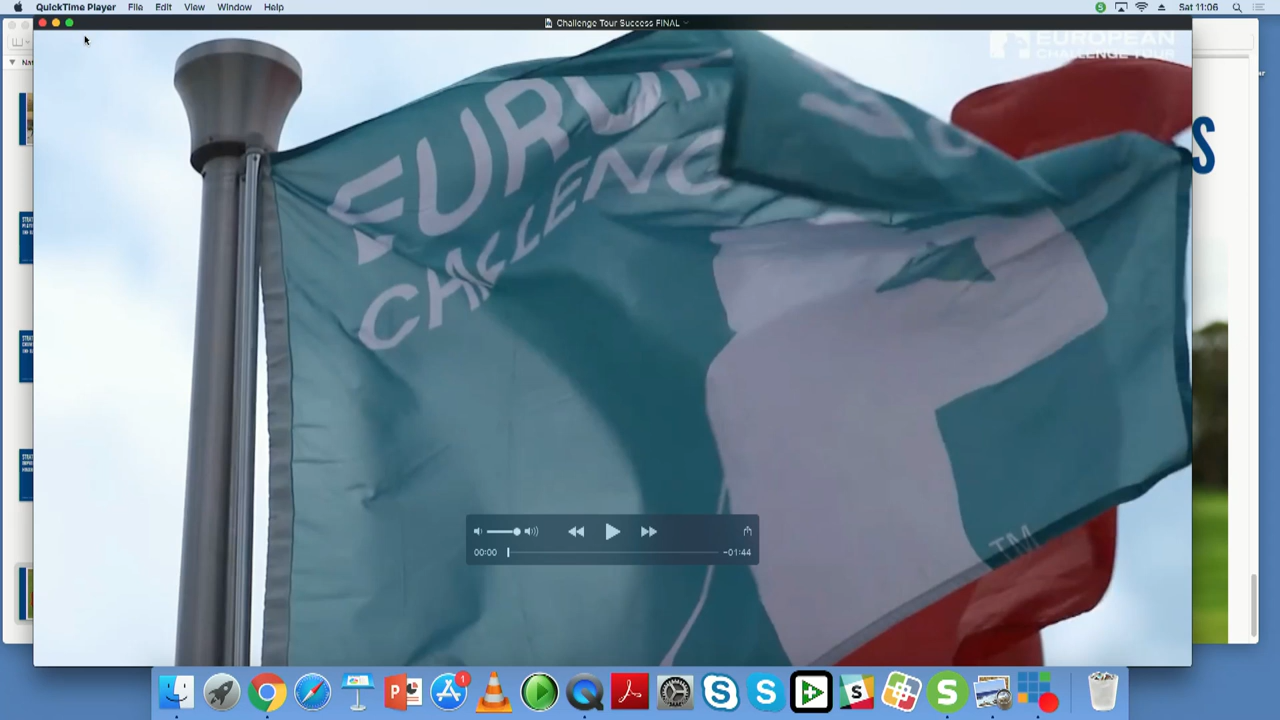 QuickTime Player File Edit View Window Help
Sat 11:06
Challenge Tour Success FINAL
EUROPEAN
CHALLENGE TOUR
EURO
CHALLENG
TM
S
00:00
-01:44
1